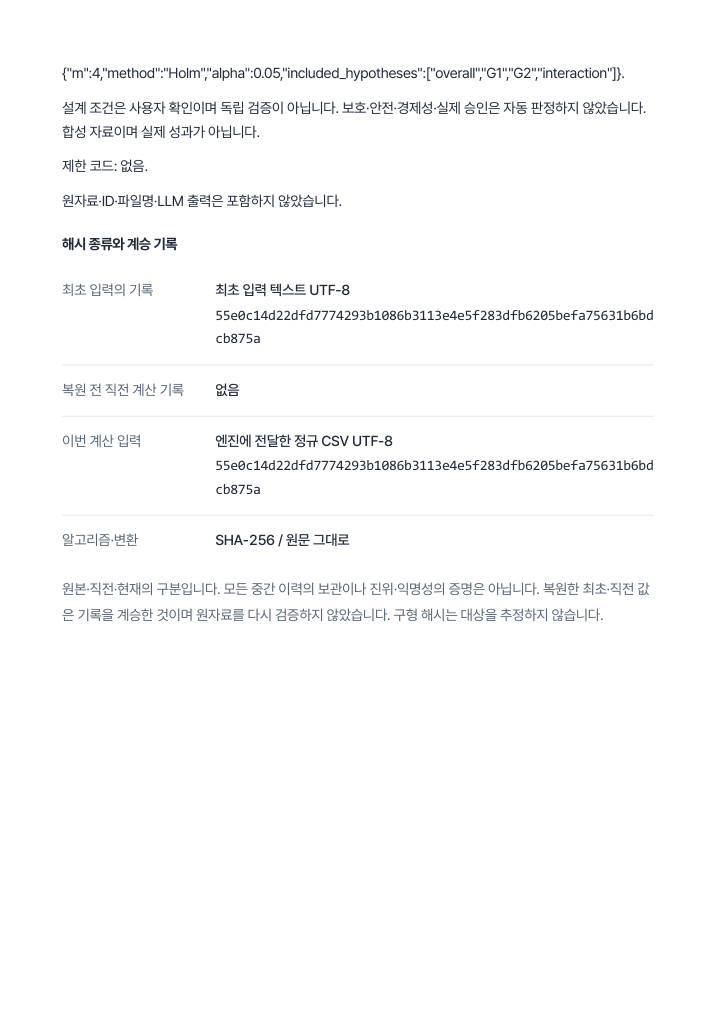 {"m":4,"method":"Holm","alpha":0.05,"included_hypotheses":["overall","G1","G2","interaction"]}.
설계 조건은 사용자 확인이며 독립 검증이 아닙니다. 보호·안전·경제성·실제 승인은 자동 판정하지 않았습니다.
합성 자료이며 실제 성과가 아닙니다.
제한 코드: 없음.
원자료·ID·파일명·LLM 출력은 포함하지 않았습니다.
해시 종류와 계승 기록
최초 입력의 기록
최초 입력 텍스트 UTF-8
55e0c14d22dfd7774293b1086b3113e4e5f283dfb6205befa75631b6bd
cb875a
복원 전 직전 계산 기록
없음
이번 계산 입력
엔진에 전달한 정규 CSV UTF-8
55e0c14d22dfd7774293b1086b3113e4e5f283dfb6205befa75631b6bd
cb875a
알고리즘·변환
SHA-256 / 원문 그대로
원본·직전·현재의 구분입니다. 모든 중간 이력의 보관이나 진위·익명성의 증명은 아닙니다. 복원한 최초·직전 값
은 기록을 계승한 것이며 원자료를 다시 검증하지 않았습니다. 구형 해시는 대상을 추정하지 않습니다.